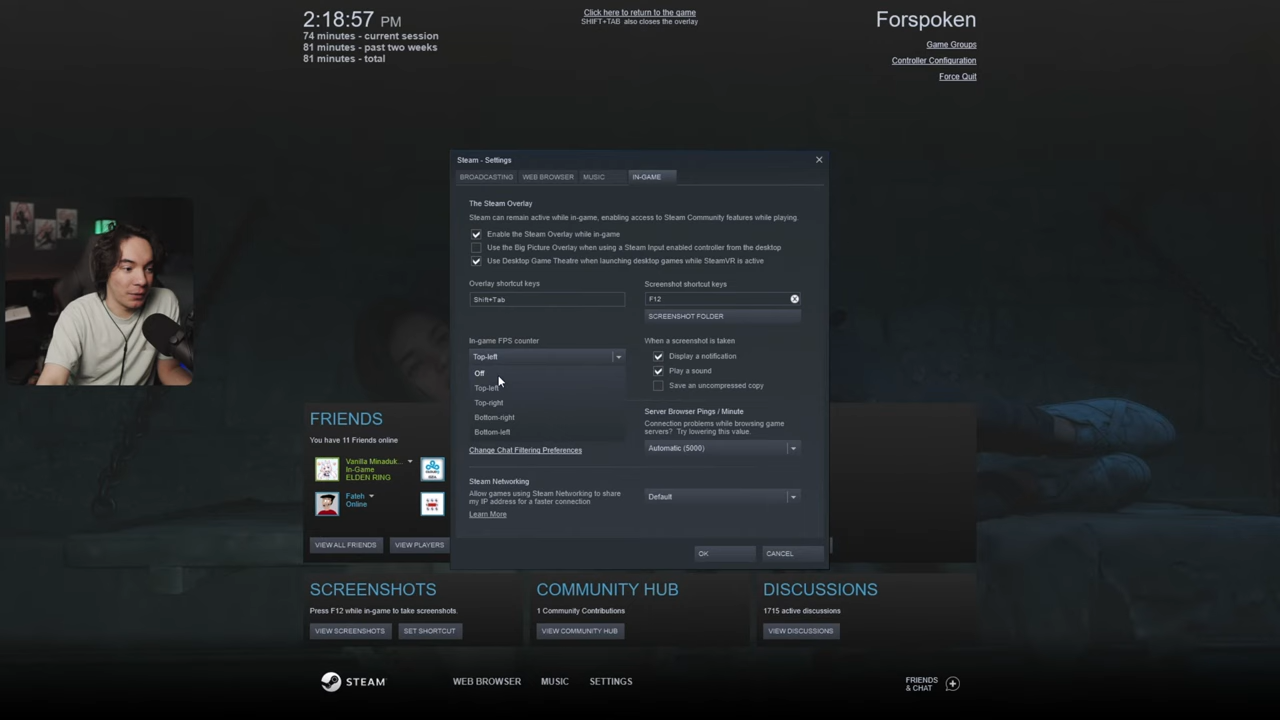 2:18:57 PM
74 minutes - current session
81 minutes - past two weeks
81 minutes - total
Click here to return to the game
SHIFT+TAB also closes the overlay
Forspoken
Game Groups
Controller Configuration
Force Quit
Steam - Settings
BROADCASTING
WEB BROWSER
MUSIC
IN-GAME
The Steam Overlay
Steam can remain active while in-game, enabling access to Steam Community features while playing.
Enable the Steam Overlay while in-game
Use the Big Picture Overlay when using a Steam Input enabled controller from the desktop
Use Desktop Game Theatre when launching desktop games while SteamVR is active
Overlay shortcut keys
Shift+Tab
Screenshot shortcut keys
F12
SCREENSHOT FOLDER
In-game FPS counter
Top-left
Off
Top-left
Top-right
Bottom-right
Bottom-left
When a screenshot is taken
Display a notification
Play a sound
Save an uncompressed copy
Change Chat Filtering Preferences
Server Browser Pings / Minute
Connection problems while browsing game
servers? Try lowering this value.
Automatic (5000)
Steam Networking
Allow games using Steam Networking to share
my IP address for a faster connection
Learn More
Default
OK
CANCEL
FRIENDS
You have 11 Friends online
Vanilla Minaduk...
In-Game
ELDEN RING
Fateh
Online
VIEW ALL FRIENDS
VIEW PLAYERS
SCREENSHOTS
Press F12 while in-game to take screenshots.
VIEW SCREENSHOTS
SET SHORTCUT
COMMUNITY HUB
1 Community Contributions
VIEW COMMUNITY HUB
DISCUSSIONS
1715 active discussions
VIEW DISCUSSIONS
STEAM
WEB BROWSER
MUSIC
SETTINGS
FRIENDS
& CHAT